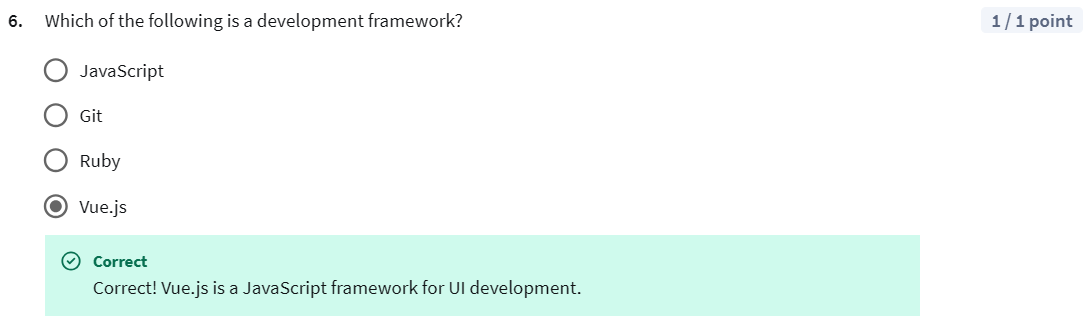 6. Which of the following is a development framework?
1 / 1 point
JavaScript
Git
Ruby
Vue.js
Correct
Correct! Vue.js is a JavaScript framework for UI development.